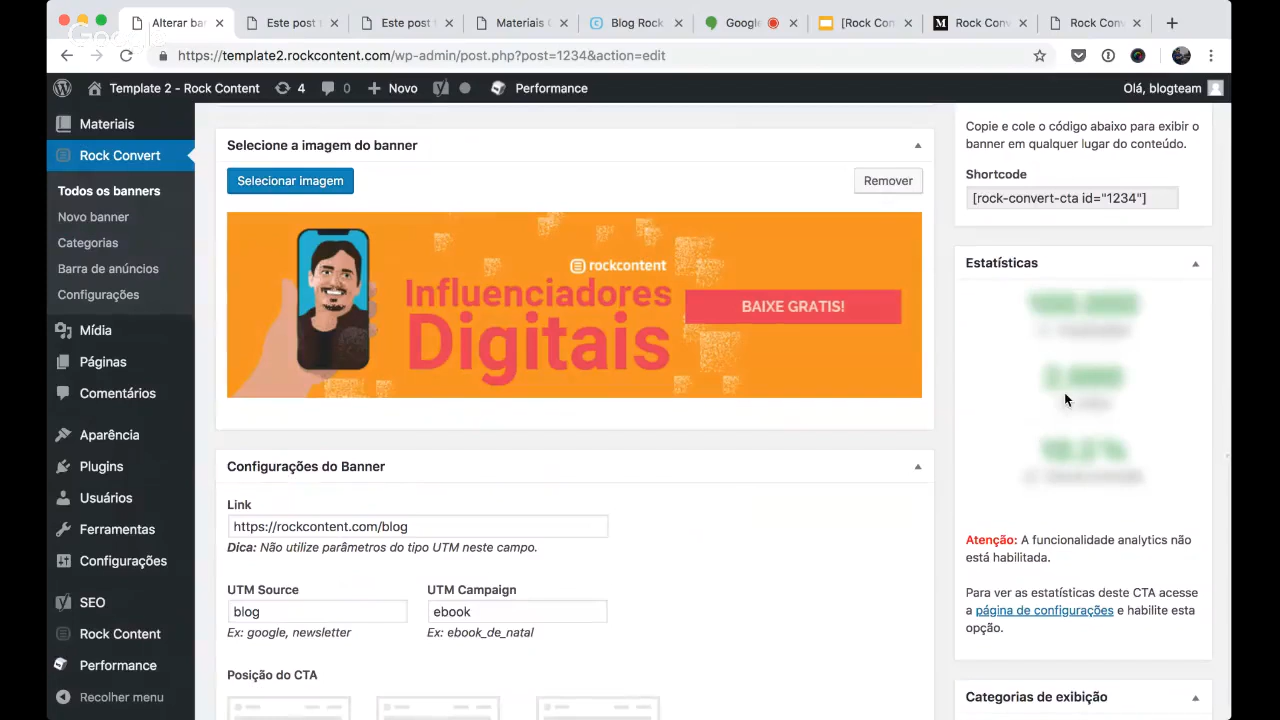 Alterar ba
Este post
Este post
Materiais
Blog Rock
Google
[Rock Con
Rock Conv
Rock Conv
https://template2.rockcontent.com/wp-admin/post.php?post=1234&action=edit
Template 2 - Rock Content
4
0
Novo
Performance
Olá, blogteam
Materiais
Rock Convert
Todos os banners
Novo banner
Categorias
Barra de anúncios
Configurações
Mídia
Páginas
Comentários
Aparência
Plugins
Usuários
Ferramentas
Configurações
SEO
Rock Content
Performance
Recolher menu
Selecione a imagem do banner
Selecionar imagem
Remover
rockcontent
Influenciadores
Digitais
BAIXE GRATIS!
Configurações do Banner
Link
https://rockcontent.com/blog
Dica: Não utilize parâmetros do tipo UTM neste campo.
UTM Source
UTM Campaign
blog
ebook
Ex: google, newsletter
Ex: ebook_de_natal
Posição do CTA
Copie e cole o código abaixo para exibir o
banner em qualquer lugar do conteúdo.
Shortcode
[rock-convert-cta id="1234"]
Estatísticas
Atenção: A funcionalidade analytics não
está habilitada.
Para ver as estatísticas deste CTA acesse
a página de configurações e habilite esta
opção.
Categorias de exibição